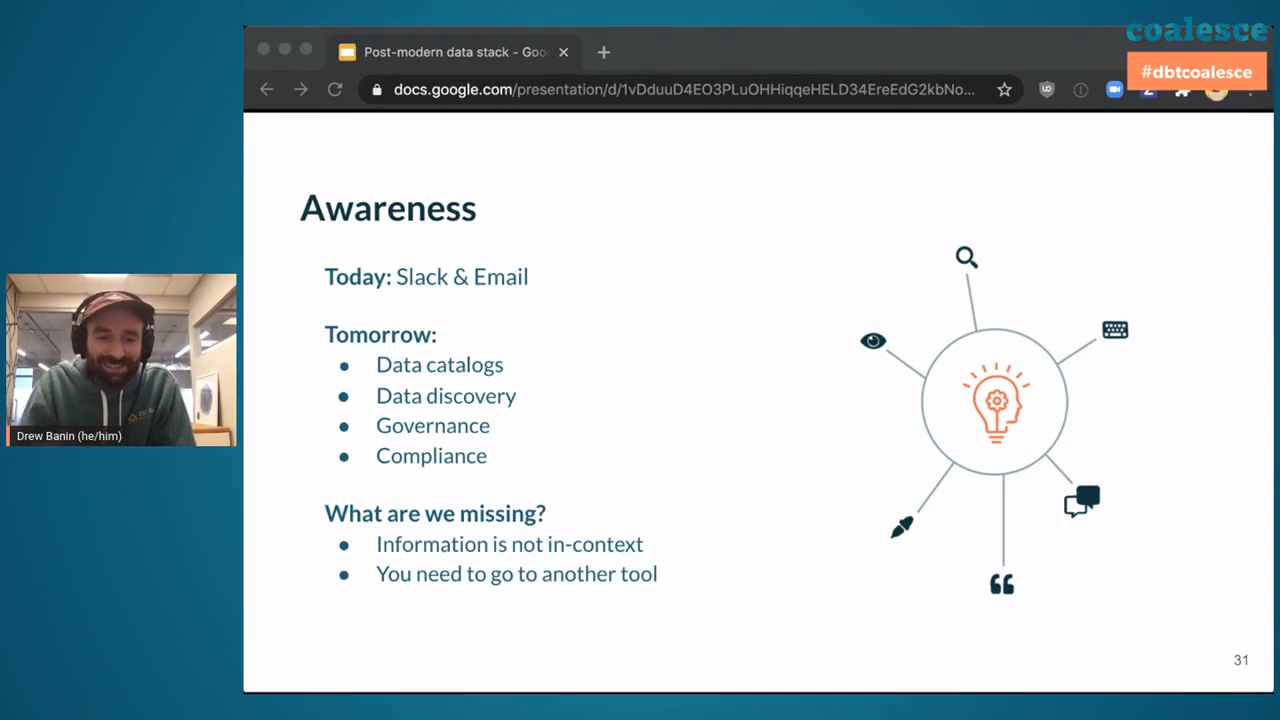 coalesce
#dbtcoalesce
Post-modern data stack - Goo
docs.google.com/presentation/d/1vDduuD4EO3PLuOHHiqqeHELD34EreEdG2kbNo...
Awareness
Today: Slack & Email
Tomorrow:
● Data catalogs
● Data discovery
● Governance
● Compliance
What are we missing?
● Information is not in-context
● You need to go to another tool
Drew Banin (he/him)
31